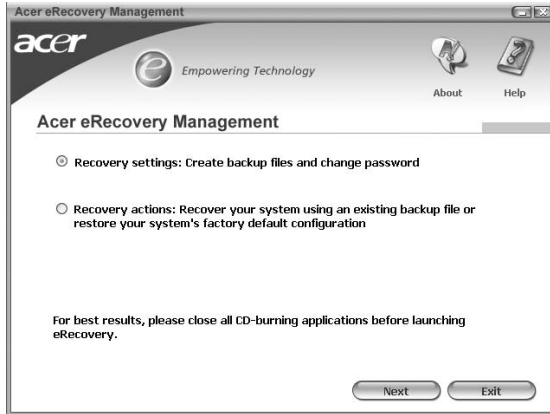 Acer eRecovery Management
acer
e Empowering Technology
About Help
Acer eRecovery Management
Recovery settings: Create backup files and change password
Recovery actions: Recover your system using an existing backup file or
restore your system's factory default configuration
For best results, please close all CD-burning applications before launching
eRecovery.
Next Exit